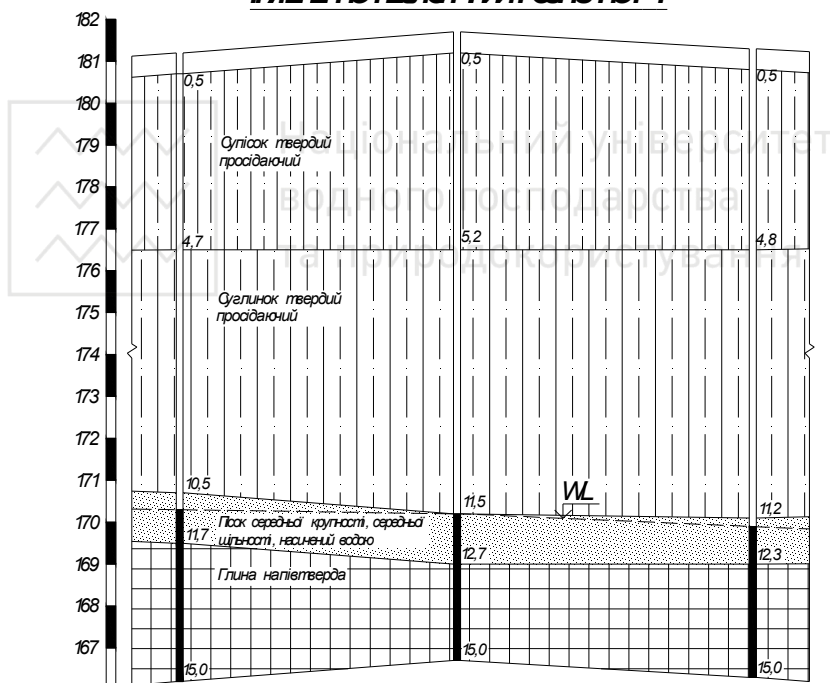 182
181
180
179
178
177
176
175
174
173
172
171
170
169
168
167
0,5
0,5
0,5
Супісок твердий
просідаючий
Національний університет
водного господарства
та природокористування
4,7
5,2
4,8
Суглинок твердий
просідаючий
10,5
11,5
WL
11,2
Пісок середньої крупності, середньої
щільності, насичений водою
11,7
12,7
12,3
Глина напівтверда
15,0
15,0
15,0